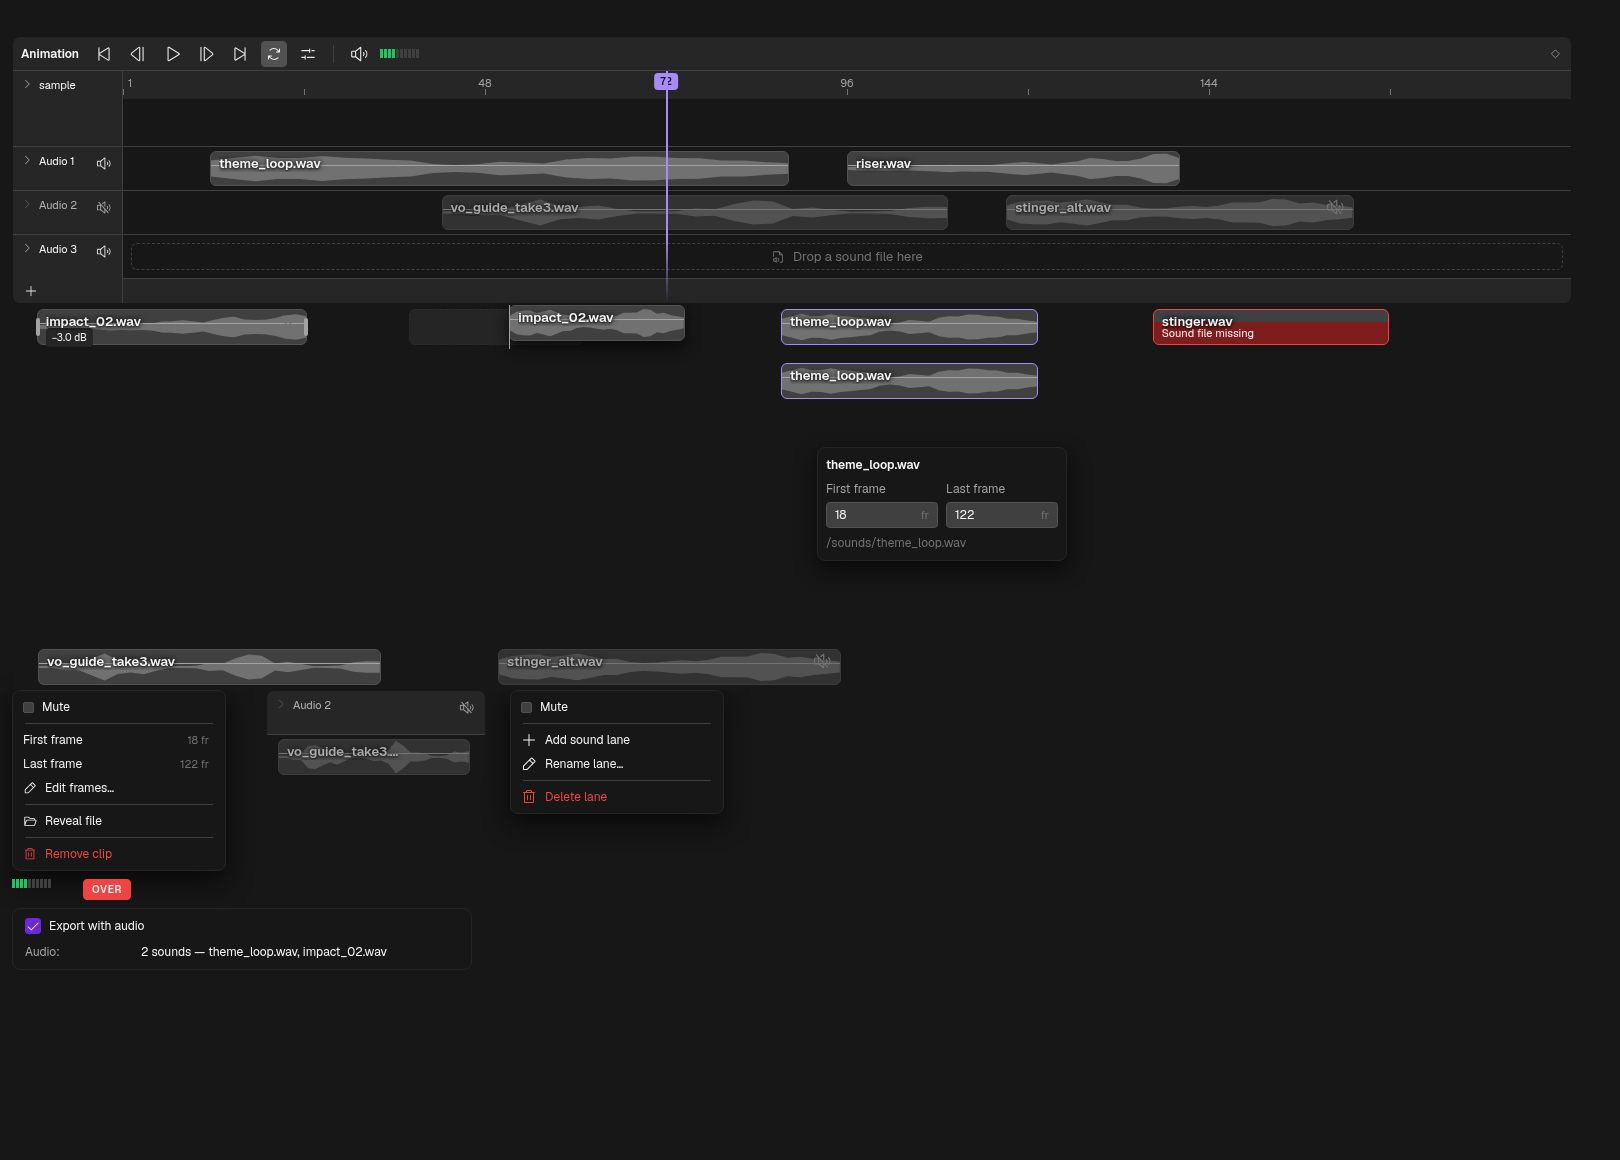 Animation
sample
1
48
72
96
144
Audio 1
theme_loop.wav
riser.wav
Audio 2
vo_guide_take3.wav
stinger_alt.wav
Audio 3
Drop a sound file here
impact_02.wav
-3.0 dB
impact_02.wav
theme_loop.wav
stinger.wav
Sound file missing
theme_loop.wav
theme_loop.wav
First frame
Last frame
18 fr
122 fr
/sounds/theme_loop.wav
vo_guide_take3.wav
stinger_alt.wav
Mute
First frame 18 fr
Last frame 122 fr
Edit frames...
Reveal file
Remove clip
Audio 2
vo_guide_take3....
Mute
Add sound lane
Rename lane...
Delete lane
OVER
Export with audio
Audio: 2 sounds — theme_loop.wav, impact_02.wav